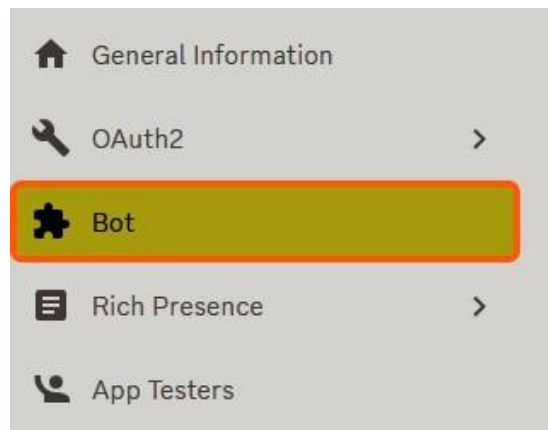 General Information
OAuth2
Bot
Rich Presence
App Testers